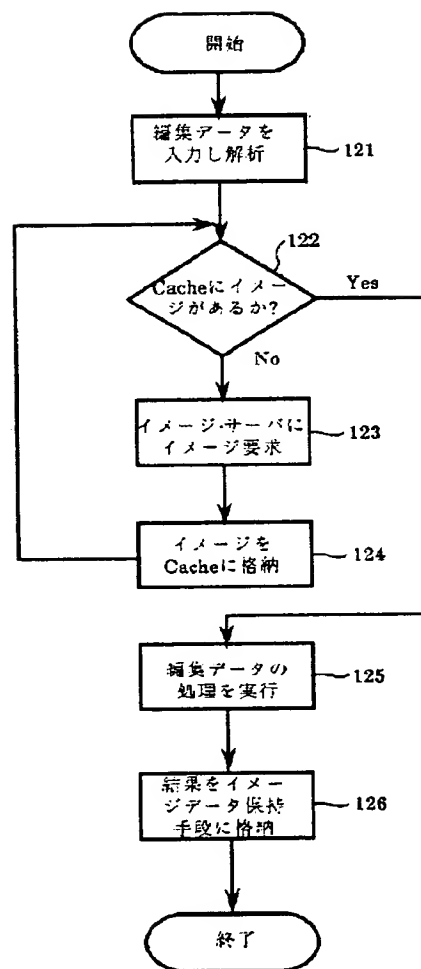 開始
編集データを
入力し解析
121
122
Cacheにイメー
ジがあるか?
Yes
No
イメージ・サーバに
イメージ要求
123
イメージを
Cacheに格納
124
編集データの
処理を実行
125
結果をイメー
ジデータ保持
手段に格納
126
終了